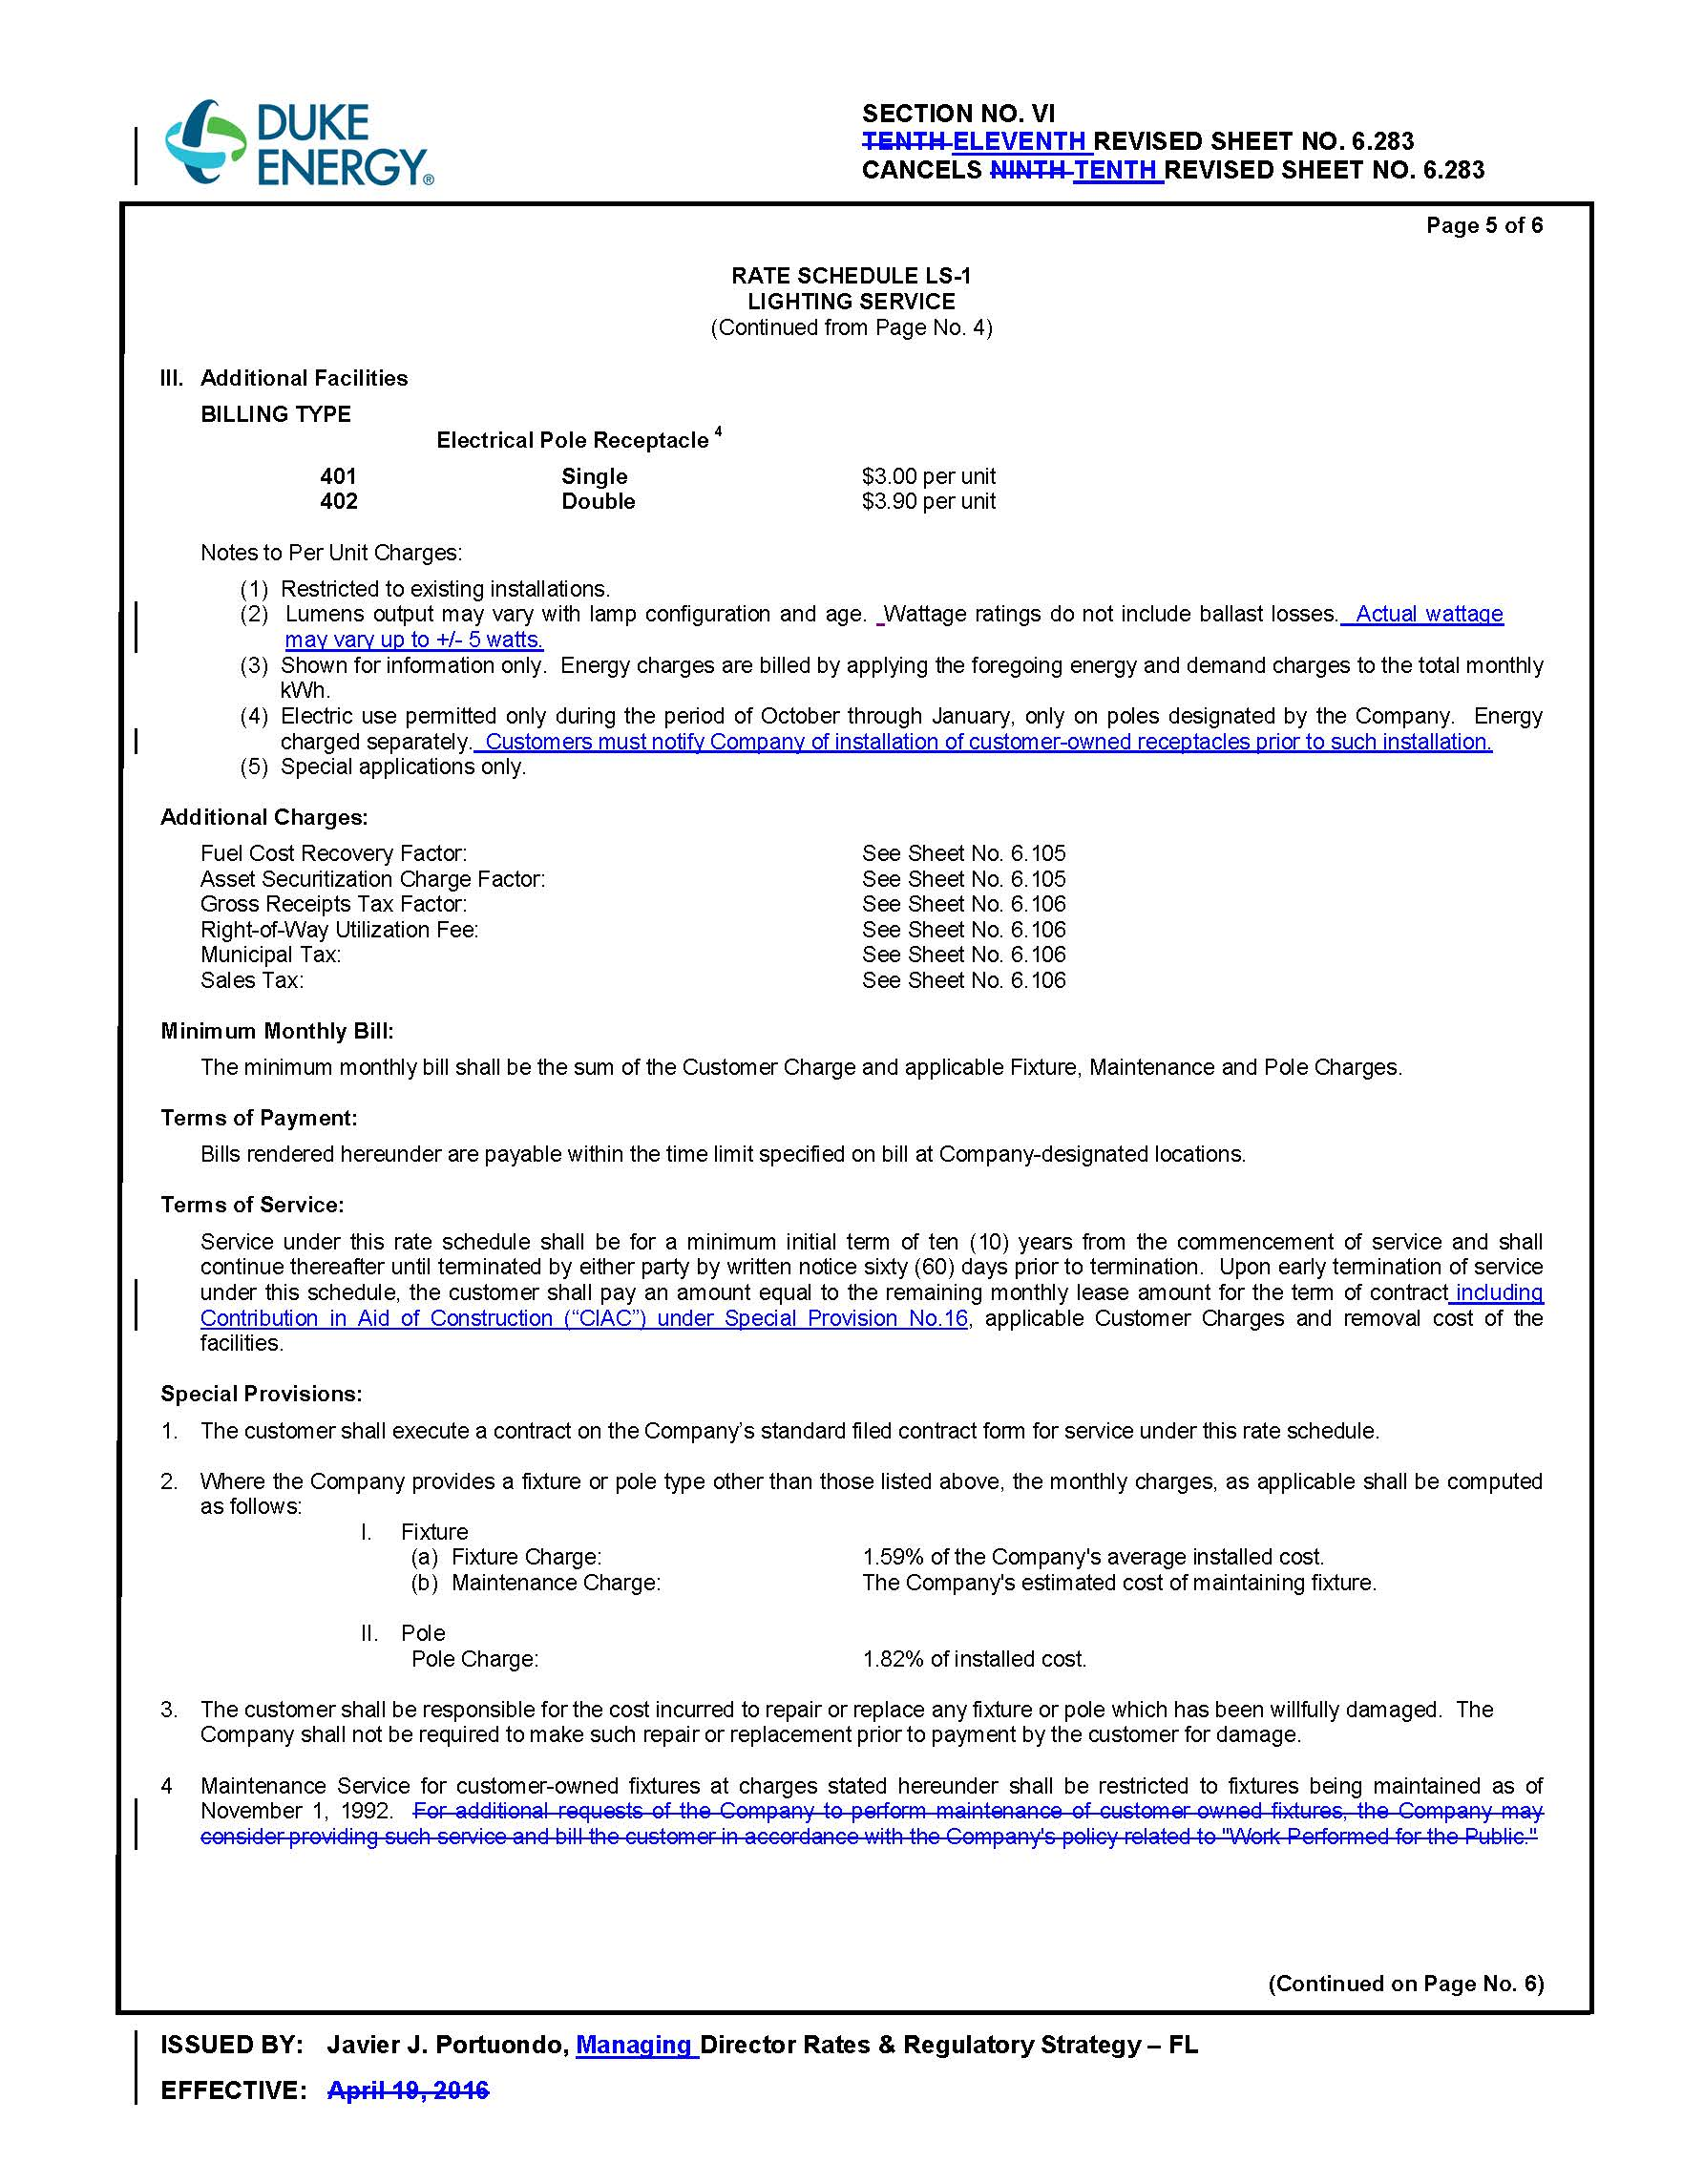 DUKE
ENERGY®
SECTION NO. VI
TENTH ELEVENTH REVISED SHEET NO. 6.283
CANCELS NINTH TENTH REVISED SHEET NO. 6.283
Page 5 of 6
RATE SCHEDULE LS-1
LIGHTING SERVICE
(Continued from Page No. 4)
III. Additional Facilities
BILLING TYPE
Electrical Pole Receptacle 4
401 Single $3.00 per unit
402 Double $3.90 per unit
Notes to Per Unit Charges:
(1) Restricted to existing installations.
(2) Lumens output may vary with lamp configuration and age. Wattage ratings do not include ballast losses. Actual wattage
may vary up to +/- 5 watts.
(3) Shown for information only. Energy charges are billed by applying the foregoing energy and demand charges to the total monthly
kWh.
(4) Electric use permitted only during the period of October through January, only on poles designated by the Company. Energy
charged separately. Customers must notify Company of installation of customer-owned receptacles prior to such installation.
(5) Special applications only.
Additional Charges:
Fuel Cost Recovery Factor: See Sheet No. 6.105
Asset Securitization Charge Factor: See Sheet No. 6.105
Gross Receipts Tax Factor: See Sheet No. 6.106
Right-of-Way Utilization Fee: See Sheet No. 6.106
Municipal Tax: See Sheet No. 6.106
Sales Tax: See Sheet No. 6.106
Minimum Monthly Bill:
The minimum monthly bill shall be the sum of the Customer Charge and applicable Fixture, Maintenance and Pole Charges.
Terms of Payment:
Bills rendered hereunder are payable within the time limit specified on bill at Company-designated locations.
Terms of Service:
Service under this rate schedule shall be for a minimum initial term of ten (10) years from the commencement of service and shall
continue thereafter until terminated by either party by written notice sixty (60) days prior to termination. Upon early termination of service
under this schedule, the customer shall pay an amount equal to the remaining monthly lease amount for the term of contract including
Contribution in Aid of Construction (“CIAC”) under Special Provision No.16, applicable Customer Charges and removal cost of the
facilities.
Special Provisions:
1. The customer shall execute a contract on the Company’s standard filed contract form for service under this rate schedule.
2. Where the Company provides a fixture or pole type other than those listed above, the monthly charges, as applicable shall be computed
as follows:
I. Fixture
(a) Fixture Charge: 1.59% of the Company's average installed cost.
(b) Maintenance Charge: The Company's estimated cost of maintaining fixture.
II. Pole
Pole Charge: 1.82% of installed cost.
3. The customer shall be responsible for the cost incurred to repair or replace any fixture or pole which has been willfully damaged. The
Company shall not be required to make such repair or replacement prior to payment by the customer for damage.
4 Maintenance Service for customer-owned fixtures at charges stated hereunder shall be restricted to fixtures being maintained as of
November 1, 1992. For additional requests of the Company to perform maintenance of customer owned fixtures, the Company may
consider providing such service and bill the customer in accordance with the Company's policy related to "Work Performed for the Public."
(Continued on Page No. 6)
ISSUED BY: Javier J. Portuondo, Managing Director Rates & Regulatory Strategy – FL
EFFECTIVE: April 19, 2016